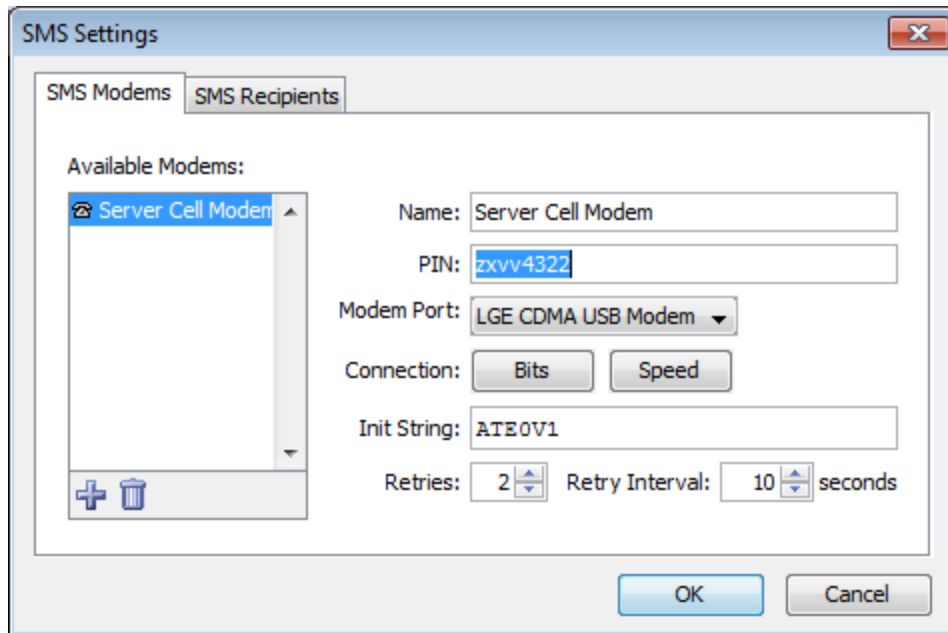 SMS Settings
SMS Modems SMS Recipients
Available Modems:
Server Cell Modem
Name: Server Cell Modem
PIN: zxvv4322
Modem Port: LGE CDMA USB Modem
Connection: Bits Speed
Init String: ATE0V1
Retries: 2 Retry Interval: 10 seconds
OK Cancel